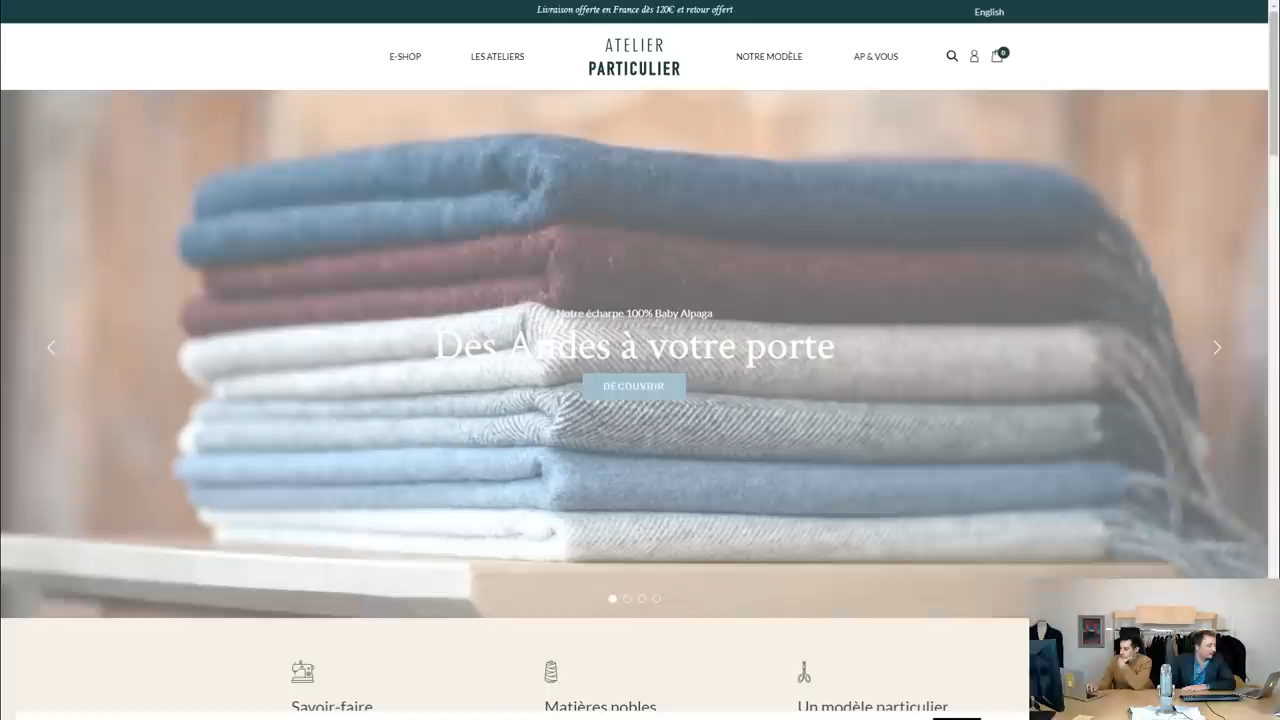 Livraison offerte en France dès 120€ et retour offert
English
E-SHOP
LES ATELIERS
ATELIER
PARTICULIER
NOTRE MODÈLE
AP & VOUS
0
Notre écharpe 100% Baby Alpaga
Des Andes à votre porte
DÉCOUVRIR
Savoir-faire
Matières nobles
Un modèle particulier